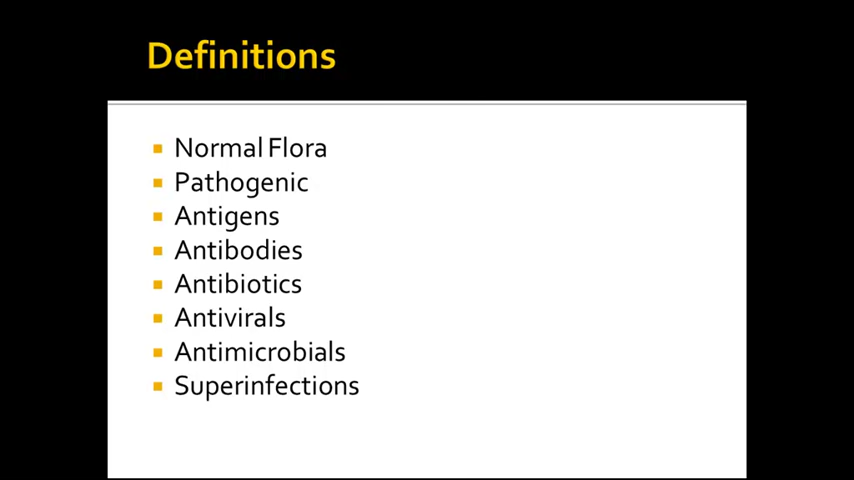 Definitions
Normal Flora
Pathogenic
Antigens
Antibodies
Antibiotics
Antivirals
Antimicrobials
Superinfections